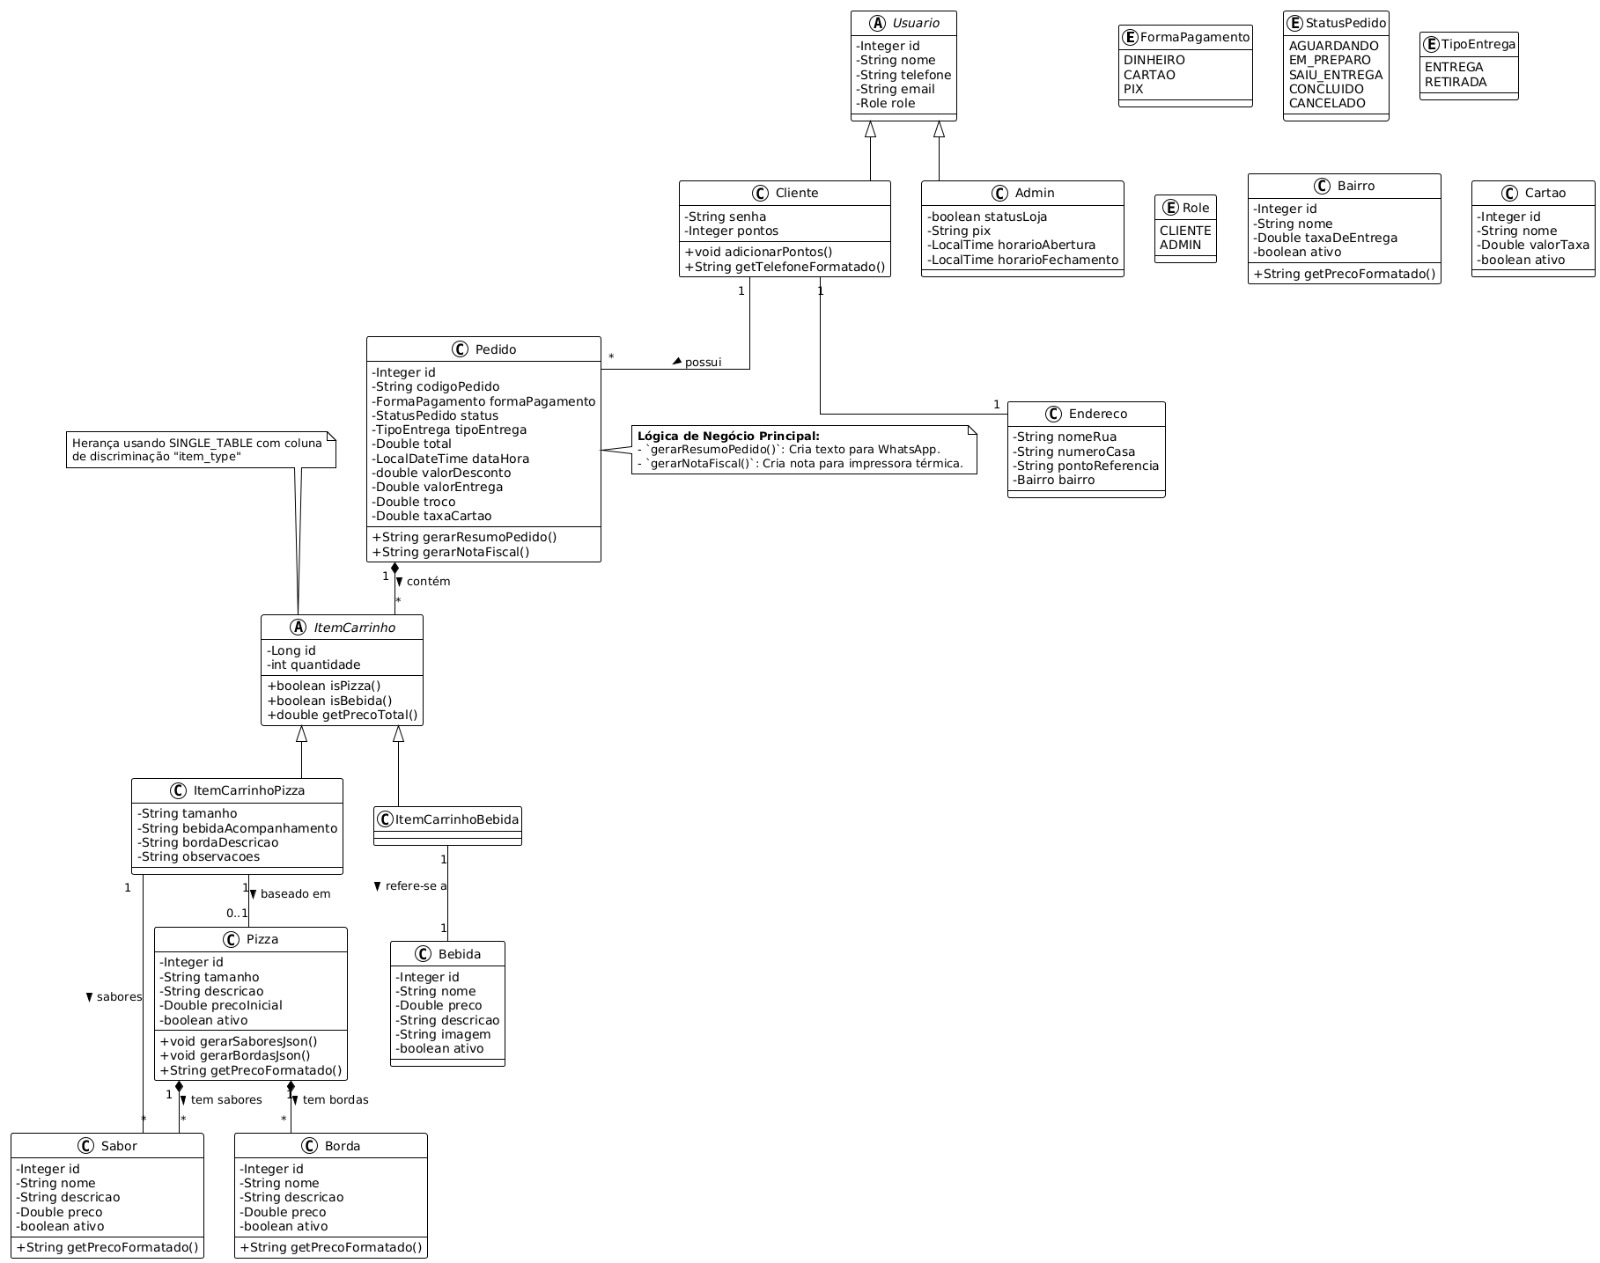 A Usuario
-Integer id
-String nome
-String telefone
-String email
-Role role
E FormaPagamento
DINHEIRO
CARTAO
PIX
E StatusPedido
AGUARDANDO
EM_PREPARO
SAIU_ENTREGA
CONCLUIDO
CANCELADO
E TipoEntrega
ENTREGA
RETIRADA
C Cliente
-String senha
-Integer pontos
+void adicionarPontos()
+String getTelefoneFormatado()
C Admin
-boolean statusLoja
-String pix
-LocalTime horarioAbertura
-LocalTime horarioFechamento
E Role
CLIENTE
ADMIN
C Bairro
-Integer id
-String nome
-Double taxaDeEntrega
-boolean ativo
+String getPrecoFormatado()
C Cartao
-Integer id
-String nome
-Double valorTaxa
-boolean ativo
1
1
*
possui
C Pedido
-Integer id
-String codigoPedido
-FormaPagamento formaPagamento
-StatusPedido status
-TipoEntrega tipoEntrega
-Double total
-LocalDateTime dataHora
-double valorDesconto
-Double valorEntrega
-Double troco
-Double taxaCartao
+String gerarResumoPedido()
+String gerarNotaFiscal()
1
C Endereco
-String nomeRua
-String numeroCasa
-String pontoReferencia
-Bairro bairro
Herança usando SINGLE_TABLE com coluna
de discriminação "item_type"
Lógica de Negócio Principal:
- `gerarResumoPedido()`: Cria texto para WhatsApp.
- `gerarNotaFiscal()`: Cria nota para impressora térmica.
1
contém
*
A ItemCarrinho
-Long id
-int quantidade
+boolean isPizza()
+boolean isBebida()
+double getPrecoTotal()
C ItemCarrinhoPizza
-String tamanho
-String bebidaAcompanhamento
-String bordaDescricao
-String observacoes
C ItemCarrinhoBebida
1
1
baseado em
0..1
1
refere-se a
1
C Pizza
-Integer id
-String tamanho
-String descricao
-Double precoInicial
-boolean ativo
+void gerarSaboresJson()
+void gerarBordasJson()
+String getPrecoFormatado()
C Bebida
-Integer id
-String nome
-Double preco
-String descricao
-String imagem
-boolean ativo
sabores
1
tem sabores
1
tem bordas
*
*
*
C Sabor
-Integer id
-String nome
-String descricao
-Double preco
-boolean ativo
+String getPrecoFormatado()
C Borda
-Integer id
-String nome
-String descricao
-Double preco
-boolean ativo
+String getPrecoFormatado()